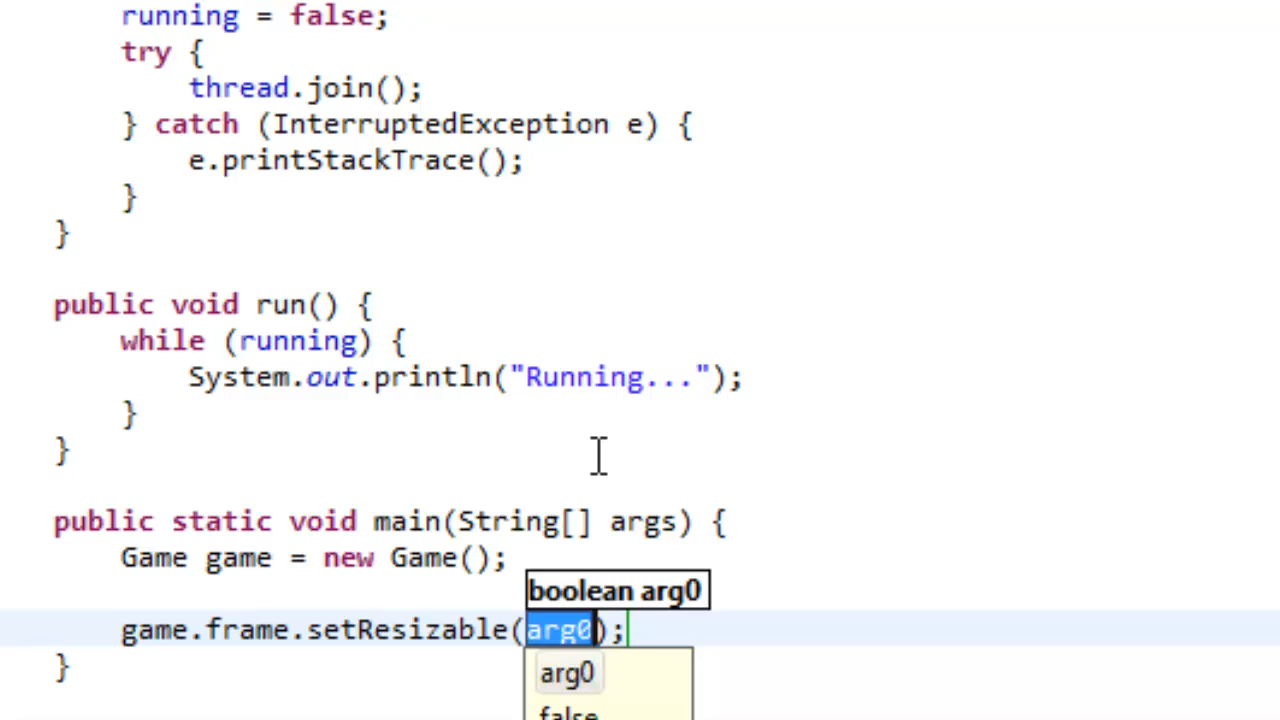 running = false;
try {
thread.join();
} catch (InterruptedException e) {
e.printStackTrace();
}
}
public void run() {
while (running) {
System.out.println("Running...");
}
}
public static void main(String[] args) {
Game game = new Game();
boolean arg0
game.frame.setResizable(arg0);
}
arg0
false